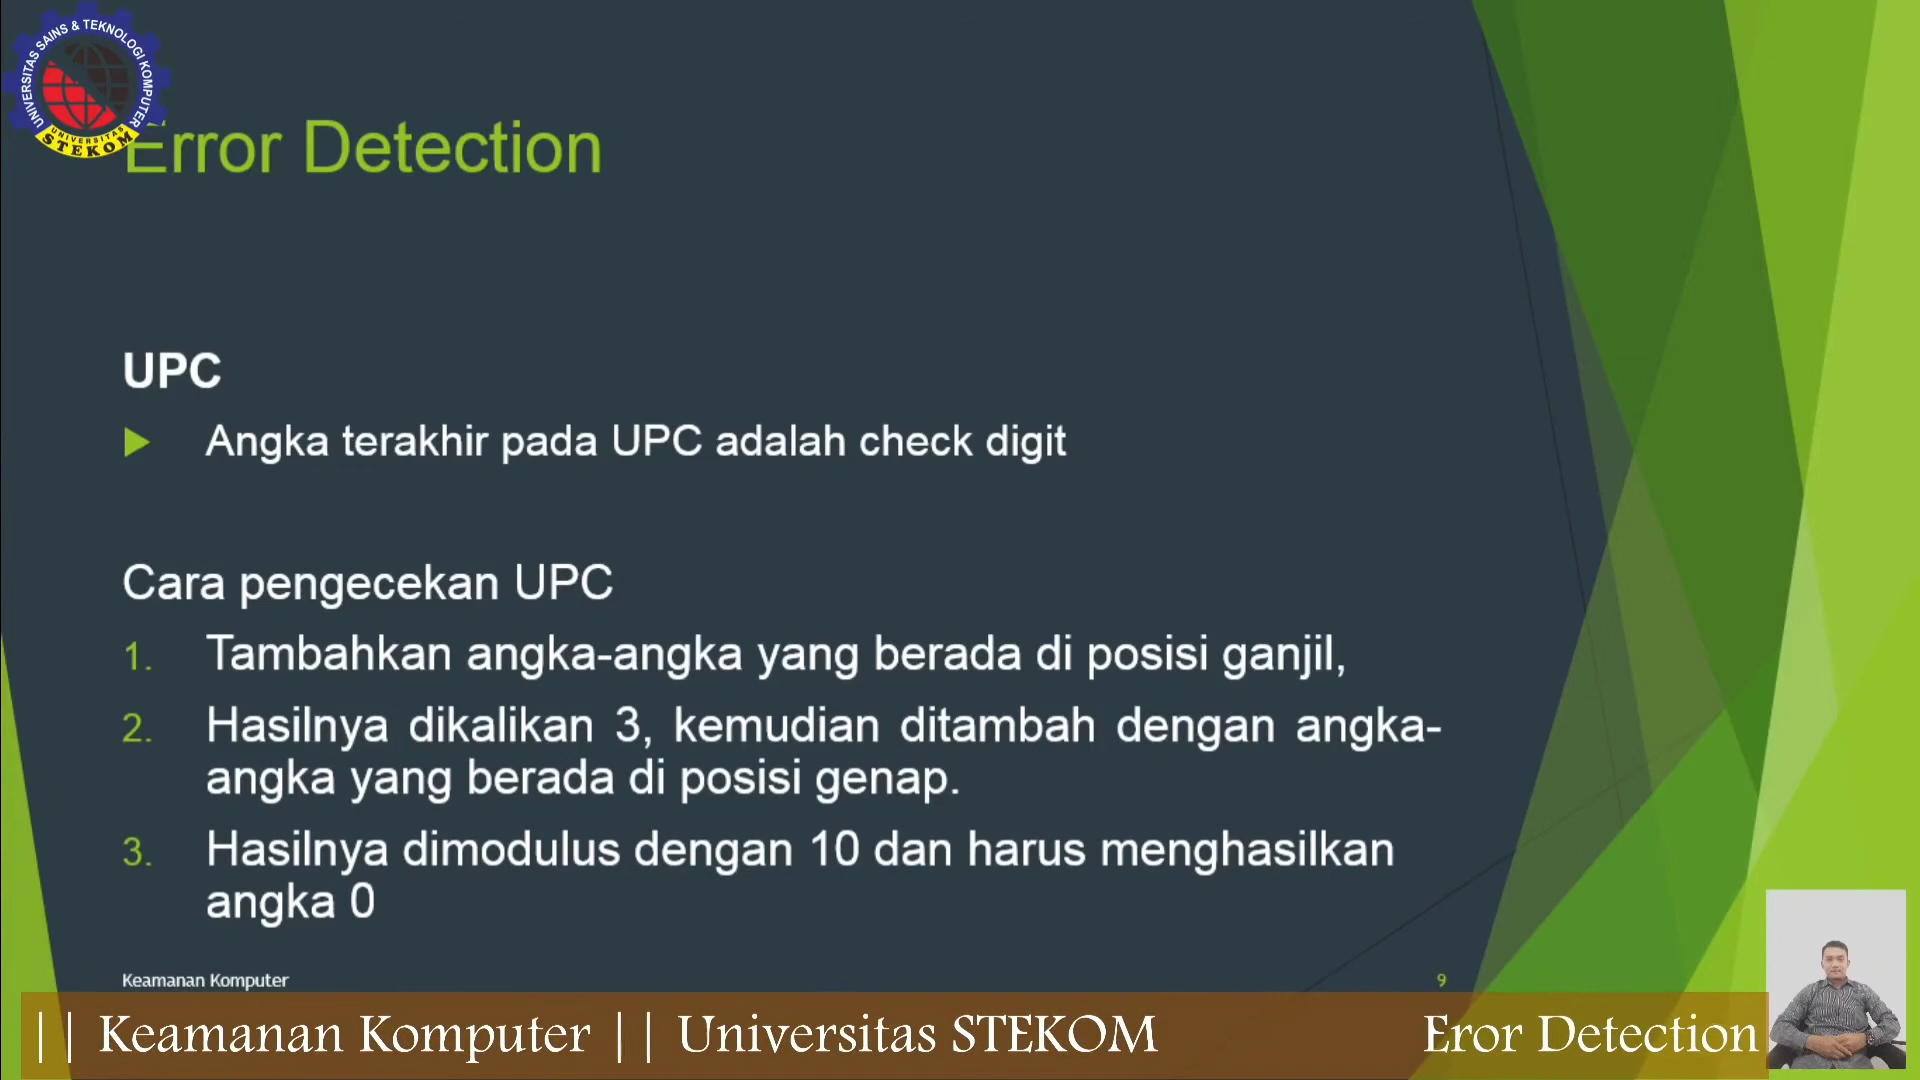 UNIVERSITAS SAINS & TEKNOLOGI KOMPUTER
UNIVERSITAS
STEKOM
Error Detection
UPC
Angka terakhir pada UPC adalah check digit
Cara pengecekan UPC
1. Tambahkan angka-angka yang berada di posisi ganjil,
2. Hasilnya dikalikan 3, kemudian ditambah dengan angka-
angka yang berada di posisi genap.
3. Hasilnya dimodulus dengan 10 dan harus menghasilkan
angka 0
Keamanan Komputer 9
| | Keamanan Komputer | | Universitas STEKOM Eror Detection